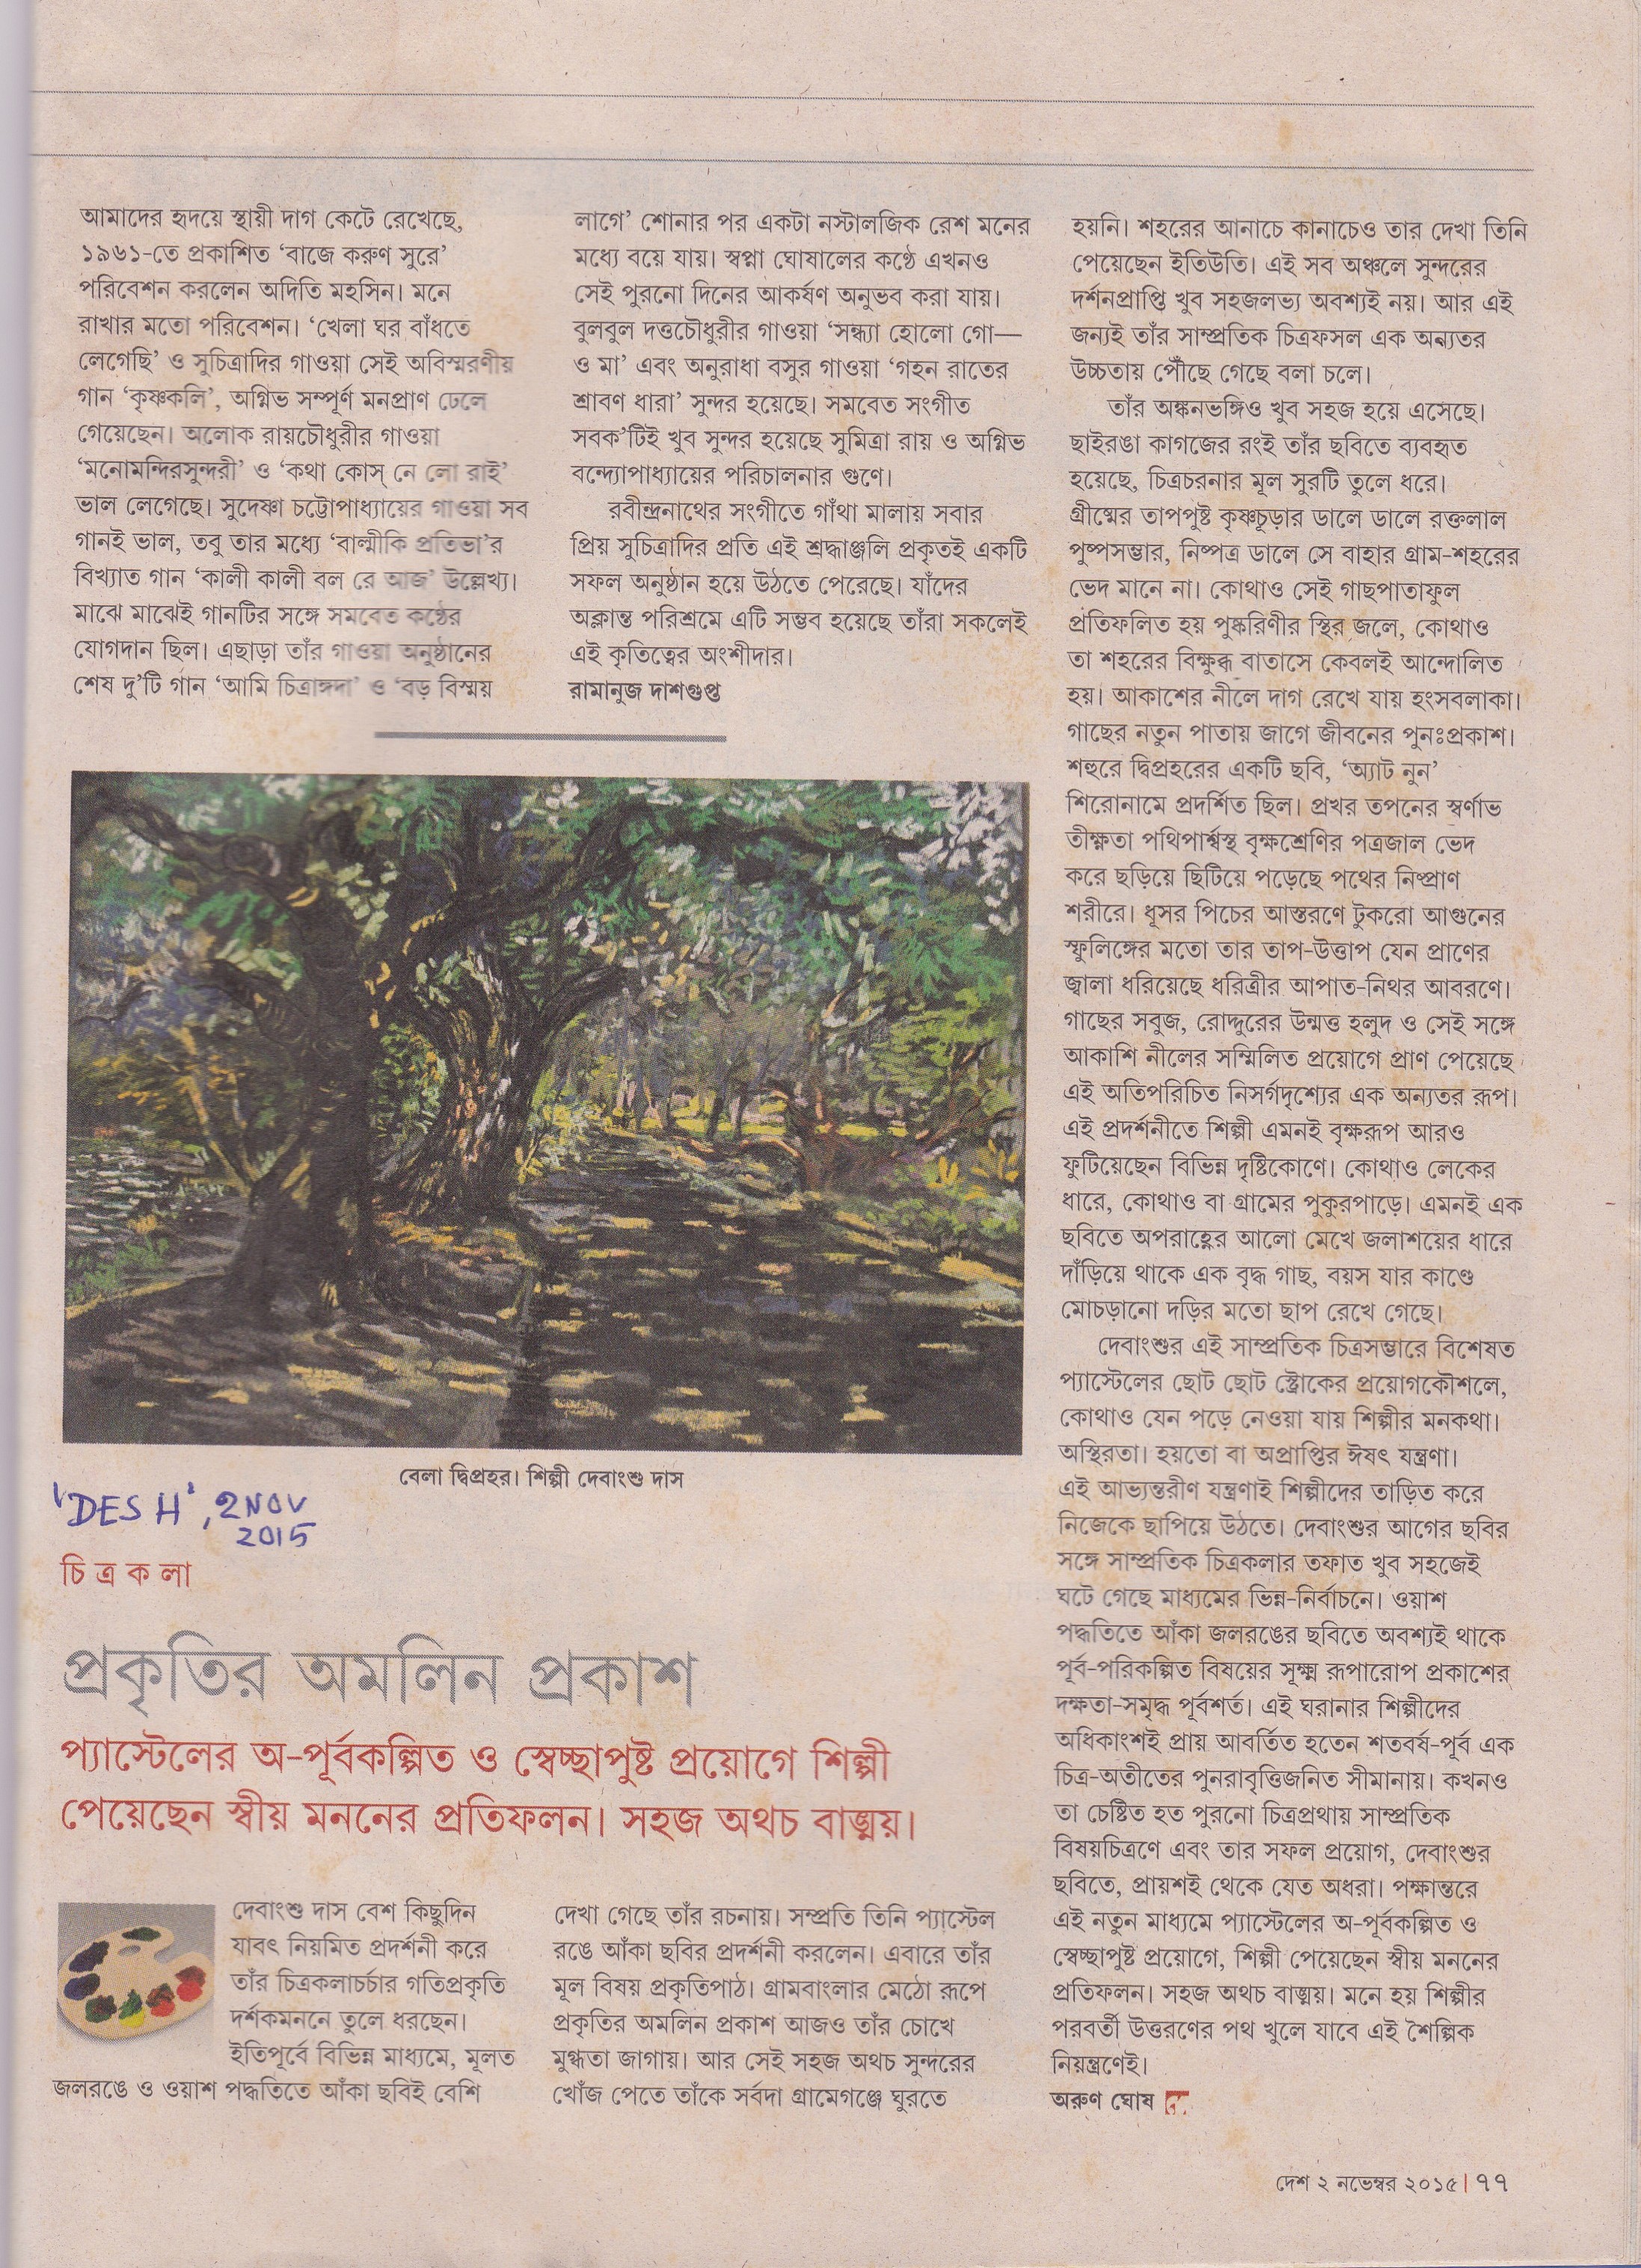 আমাদের হৃদয়ে স্থায়ী দাগ কেটে রেখেছে,
১৯৬১-তে প্রকাশিত ‘বাজে করুণ সুরে’
পরিবেশন করলেন অদিতি মহসিন। মনে
রাখার মতো পরিবেশন। ‘খেলা ঘর বাঁধতে
লেগেছি’ ও সুচিত্রাদির গাওয়া সেই অবিস্মরণীয়
গান ‘কৃষ্ণকলি’, অগ্নিভ সম্পূর্ণ মনপ্রাণ ঢেলে
গেয়েছেন। অলোক রায়চৌধুরীর গাওয়া
‘মনোমন্দিরসুন্দরী’ ও ‘কথা কোস্ নে লো রাই’
ভাল লেগেছে। সুদেষ্ণা চট্টোপাধ্যায়ের গাওয়া সব
গানই ভাল, তবু তার মধ্যে ‘বাল্মীকি প্রতিভা’র
বিখ্যাত গান ‘কালী কালী বল রে আজ’ উল্লেখ্য।
মাঝে মাঝেই গানটির সঙ্গে সমবেত কণ্ঠের
যোগদান ছিল। এছাড়া তাঁর গাওয়া অনুষ্ঠানের
শেষ দু’টি গান ‘আমি চিত্রাঙ্গদা’ ও ‘বড় বিস্ময়
লাগে’ শোনার পর একটা নস্টালজিক রেশ মনের
মধ্যে বয়ে যায়। স্বপ্না ঘোষালের কণ্ঠে এখনও
সেই পুরনো দিনের আকর্ষণ অনুভব করা যায়।
বুলবুল দত্তচৌধুরীর গাওয়া ‘সন্ধ্যা হোলো গো—
ও মা’ এবং অনুরাধা বসুর গাওয়া ‘গহন রাতের
শ্রাবণ ধারা’ সুন্দর হয়েছে। সমবেত সংগীত
সবক’টিই খুব সুন্দর হয়েছে সুমিত্রা রায় ও অগ্নিভ
বন্দ্যোপাধ্যায়ের পরিচালনার গুণে।
রবীন্দ্রনাথের সংগীতে গাঁথা মালায় সবার
প্রিয় সুচিত্রাদির প্রতি এই শ্রদ্ধাঞ্জলি প্রকৃতই একটি
সফল অনুষ্ঠান হয়ে উঠতে পেরেছে। যাঁদের
অক্লান্ত পরিশ্রমে এটি সম্ভব হয়েছে তাঁরা সকলেই
এই কৃতিত্বের অংশীদার।
রামানুজ দাশগুপ্ত
বেলা দ্বিপ্রহর। শিল্পী দেবাংশু দাস
‘DESH’, 2 NOV
2015
চিত্রকলা
প্রকৃতির অমলিন প্রকাশ
প্যাস্টেলের অ-পূর্বকল্পিত ও স্বেচ্ছাপুষ্ট প্রয়োগে শিল্পী
পেয়েছেন স্বীয় মননের প্রতিফলন। সহজ অথচ বাঙ্ময়।
দেবাংশু দাস বেশ কিছুদিন
যাবৎ নিয়মিত প্রদর্শনী করে
তাঁর চিত্রকলাচর্চার গতিপ্রকৃতি
দর্শকমননে তুলে ধরছেন।
ইতিপূর্বে বিভিন্ন মাধ্যমে, মূলত
জলরঙে ও ওয়াশ পদ্ধতিতে আঁকা ছবিই বেশি
দেখা গেছে তাঁর রচনায়। সম্প্রতি তিনি প্যাস্টেল
রঙে আঁকা ছবির প্রদর্শনী করলেন। এবারে তাঁর
মূল বিষয় প্রকৃতিপাঠ। গ্রামবাংলার মেঠো রূপে
প্রকৃতির অমলিন প্রকাশ আজও তাঁর চোখে
মুগ্ধতা জাগায়। আর সেই সহজ অথচ সুন্দরের
খোঁজ পেতে তাঁকে সর্বদা গ্রামেগঞ্জে ঘুরতে
হয়নি। শহরের আনাচে কানাচেও তার দেখা তিনি
পেয়েছেন ইতিউতি। এই সব অঞ্চলে সুন্দরের
দর্শনপ্রাপ্তি খুব সহজলভ্য অবশ্যই নয়। আর এই
জন্যই তাঁর সাম্প্রতিক চিত্রফসল এক অন্যতর
উচ্চতায় পৌঁছে গেছে বলা চলে।
তাঁর অঙ্কনভঙ্গিও খুব সহজ হয়ে এসেছে।
ছাইরঙা কাগজের রংই তাঁর ছবিতে ব্যবহৃত
হয়েছে, চিত্রচরনার মূল সুরটি তুলে ধরে।
গ্রীষ্মের তাপপুষ্ট কৃষ্ণচূড়ার ডালে ডালে রক্তলাল
পুষ্পসম্ভার, নিষ্পত্র ডালে সে বাহার গ্রাম-শহরের
ভেদ মানে না। কোথাও সেই গাছপাতাফুল
প্রতিফলিত হয় পুষ্করিণীর স্থির জলে, কোথাও
তা শহরের বিক্ষুব্ধ বাতাসে কেবলই আন্দোলিত
হয়। আকাশের নীলে দাগ রেখে যায় হংসবলাকা।
গাছের নতুন পাতায় জাগে জীবনের পুনঃপ্রকাশ।
শহুরে দ্বিপ্রহরের একটি ছবি, ‘অ্যাট নুন’
শিরোনামে প্রদর্শিত ছিল। প্রখর তপনের স্বর্ণাভ
তীক্ষ্ণতা পথিপার্শ্বস্থ বৃক্ষশ্রেণির পত্রজাল ভেদ
করে ছড়িয়ে ছিটিয়ে পড়েছে পথের নিষ্প্রাণ
শরীরে। ধূসর পিচের আস্তরণে টুকরো আগুনের
স্ফুলিঙ্গের মতো তার তাপ-উত্তাপ যেন প্রাণের
জ্বালা ধরিয়েছে ধরিত্রীর আপাত-নিথর আবরণে।
গাছের সবুজ, রোদ্দুরের উন্মত্ত হলুদ ও সেই সঙ্গে
আকাশি নীলের সম্মিলিত প্রয়োগে প্রাণ পেয়েছে
এই অতিপরিচিত নিসর্গদৃশ্যের এক অন্যতর রূপ।
এই প্রদর্শনীতে শিল্পী এমনই বৃক্ষরূপ আরও
ফুটিয়েছেন বিভিন্ন দৃষ্টিকোণে। কোথাও লেকের
ধারে, কোথাও বা গ্রামের পুকুরপাড়ে। এমনই এক
ছবিতে অপরাহ্ণের আলো মেখে জলাশয়ের ধারে
দাঁড়িয়ে থাকে এক বৃদ্ধ গাছ, বয়স যার কাণ্ডে
মোচড়ানো দড়ির মতো ছাপ রেখে গেছে।
দেবাংশুর এই সাম্প্রতিক চিত্রসম্ভারে বিশেষত
প্যাস্টেলের ছোট ছোট স্ট্রোকের প্রয়োগকৌশলে,
কোথাও যেন পড়ে নেওয়া যায় শিল্পীর মনকথা।
অস্থিরতা। হয়তো বা অপ্রাপ্তির ঈষৎ যন্ত্রণা।
এই আভ্যন্তরীণ যন্ত্রণাই শিল্পীদের তাড়িত করে
নিজেকে ছাপিয়ে উঠতে। দেবাংশুর আগের ছবির
সঙ্গে সাম্প্রতিক চিত্রকলার তফাত খুব সহজেই
ঘটে গেছে মাধ্যমের ভিন্ন-নির্বাচনে। ওয়াশ
পদ্ধতিতে আঁকা জলরঙের ছবিতে অবশ্যই থাকে
পূর্ব-পরিকল্পিত বিষয়ের সূক্ষ্ম রূপারোপ প্রকাশের
দক্ষতা-সমৃদ্ধ পূর্বশর্ত। এই ঘরানার শিল্পীদের
অধিকাংশই প্রায় আবর্তিত হতেন শতবর্ষ-পূর্ব এক
চিত্র-অতীতের পুনরাবৃত্তিজনিত সীমানায়। কখনও
তা চেষ্টিত হত পুরনো চিত্রপ্রথায় সাম্প্রতিক
বিষয়চিত্রণে এবং তার সফল প্রয়োগ, দেবাংশুর
ছবিতে, প্রায়শই থেকে যেত অধরা। পক্ষান্তরে
এই নতুন মাধ্যমে প্যাস্টেলের অ-পূর্বকল্পিত ও
স্বেচ্ছাপুষ্ট প্রয়োগে, শিল্পী পেয়েছেন স্বীয় মননের
প্রতিফলন। সহজ অথচ বাঙ্ময়। মনে হয় শিল্পীর
পরবর্তী উত্তরণের পথ খুলে যাবে এই শৈল্পিক
নিয়ন্ত্রণেই।
অরুণ ঘোষ
দেশ ২ নভেম্বর ২০১৫ | ৭৭